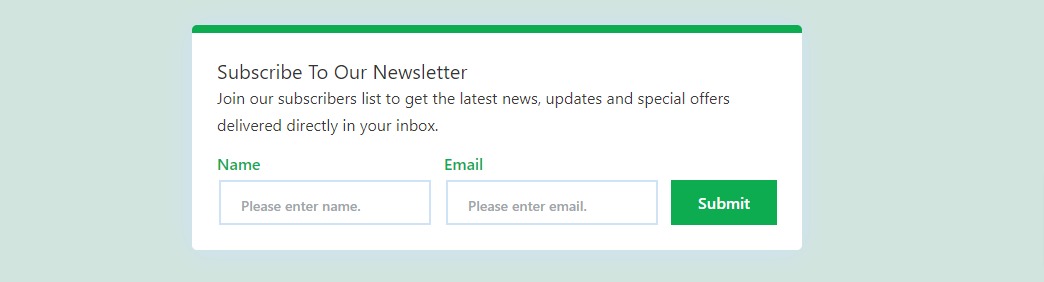 Subscribe To Our Newsletter
Join our subscribers list to get the latest news, updates and special offers
delivered directly in your inbox.
Name Email
Please enter name. Please enter email. Submit